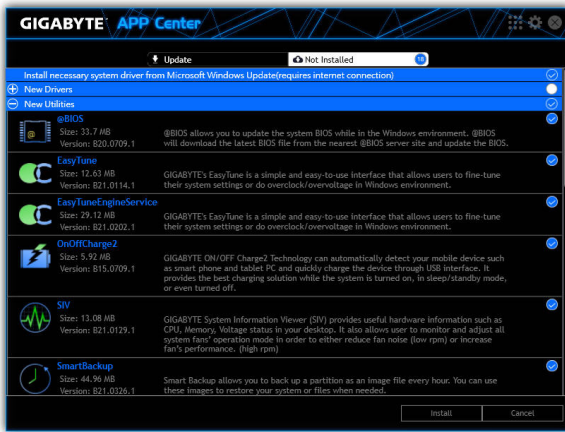 GIGABYTE™ APP Center
Update
Not Installed
18
Install necessary system driver from Microsoft Windows Update(requires internet connection)
New Drivers
New Utilities
@BIOS
Size: 33.7 MB
Version: B20.0709.1
@BIOS allows you to update the system BIOS while in the Windows environment. @BIOS
will download the latest BIOS file from the nearest @BIOS server site and update the BIOS.
EasyTune
Size: 12.63 MB
Version: B21.0114.1
GIGABYTE's EasyTune is a simple and easy-to-use interface that allows users to fine-tune
their system settings or do overclock/overvoltage in Windows environment.
EasyTuneEngineService
Size: 29.12 MB
Version: B21.0202.1
GIGABYTE's EasyTune is a simple and easy-to-use interface that allows users to fine-tune
their system settings or do overclock/overvoltage in Windows environment.
OnOffCharge2
Size: 5.92 MB
Version: B15.0709.1
GIGABYTE ON/OFF Charge2 Technology can automatically detect your mobile device such
as smart phone and tablet PC and quickly charge the device through USB interface. It
provides the best charging solution while the system is turned on, in sleep/standby mode,
or even turned off.
SIV
Size: 13.08 MB
Version: B21.0129.1
GIGABYTE System Information Viewer (SIV) provides useful hardware information such as
CPU, Memory, Voltage status in your desktop. It also allows user to monitor and adjust all
system fans' operation mode in order to either reduce fan noise (low rpm) or increase
fan's performance. (high rpm)
SmartBackup
Size: 44.96 MB
Version: B21.0326.1
Smart Backup allows you to back up a partition as an image file every hour. You can use
these images to restore your system or files when needed.
Install
Cancel